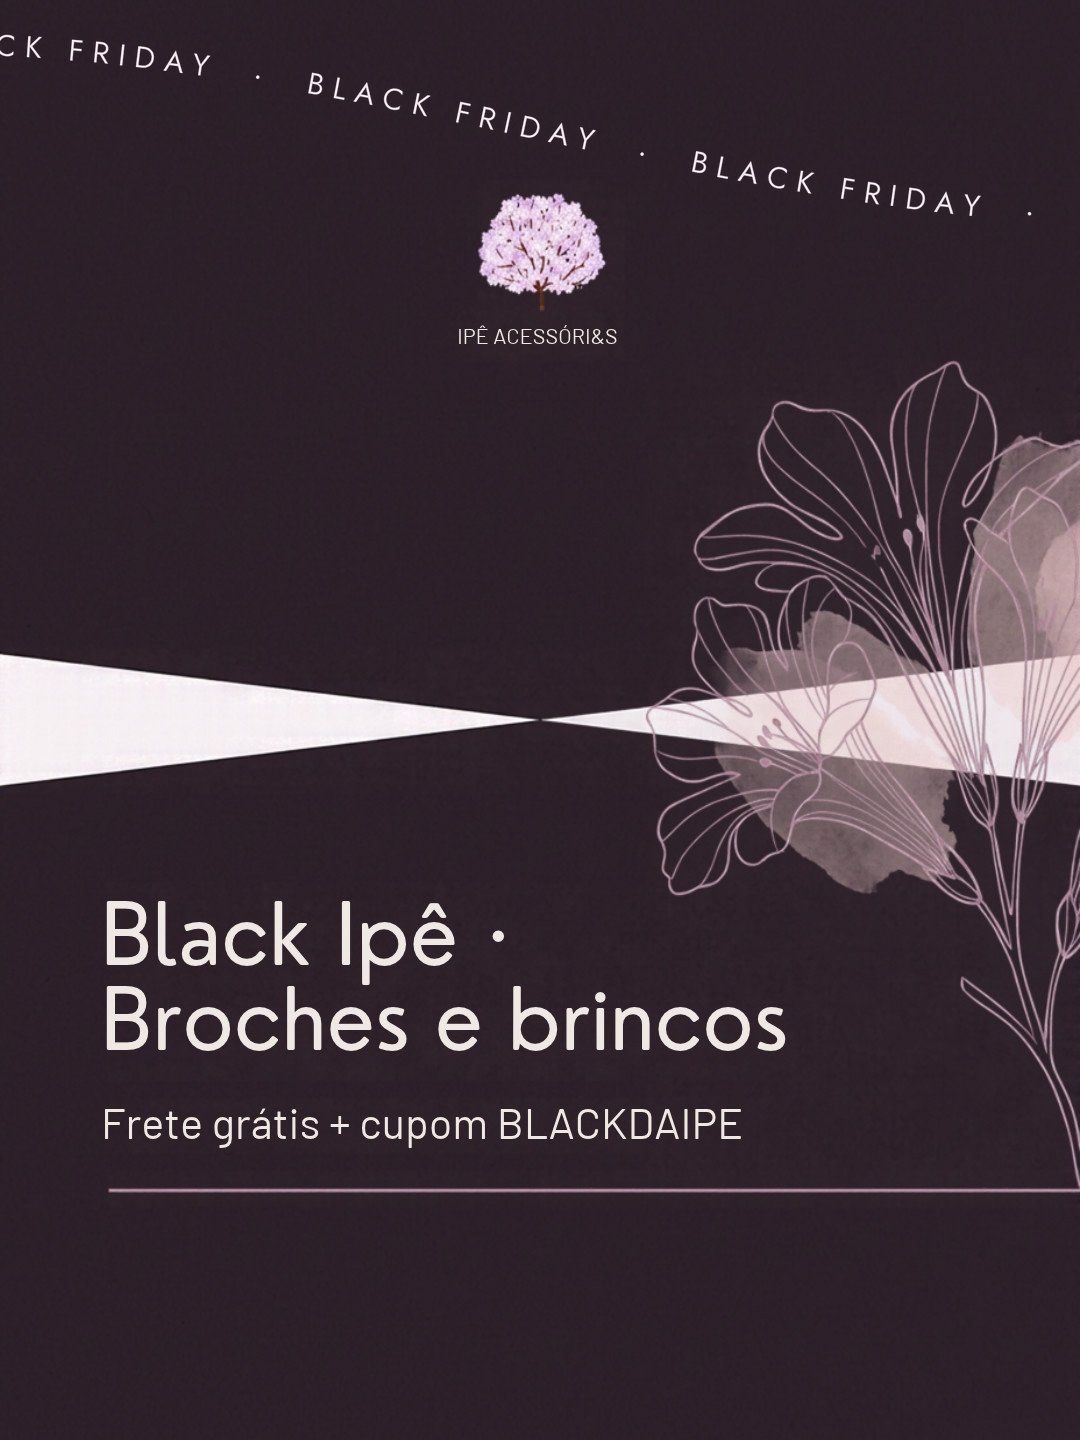 CK FRIDAY · BLACK FRIDAY · BLACK FRIDAY ·
IPÊ ACESSÓRI&S
Black Ipê ·
Broches e brincos
Frete grátis + cupom BLACKDAIPE